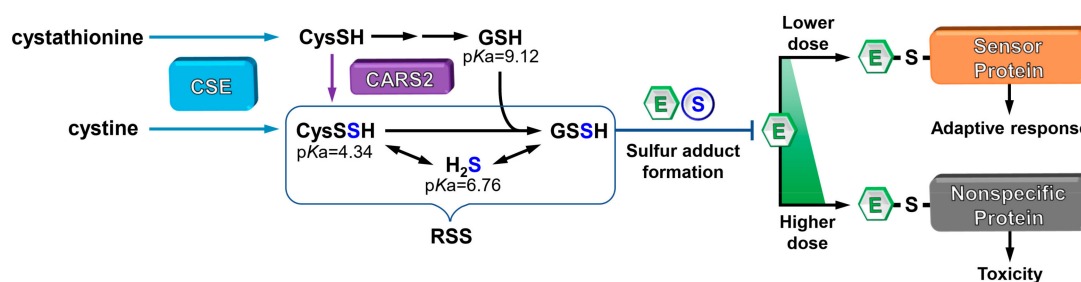 cystathionine
CSE
cystine
CysSH
GSH
pKa=9.12
CARS2
CysSSH
pKa=4.34
GSSH
H₂S
pKa=6.76
RSS
E S
Sulfur adduct
formation
E
Lower
dose
Higher
dose
E S
Sensor
Protein
Adaptive response
E S
Nonspecific
Protein
Toxicity